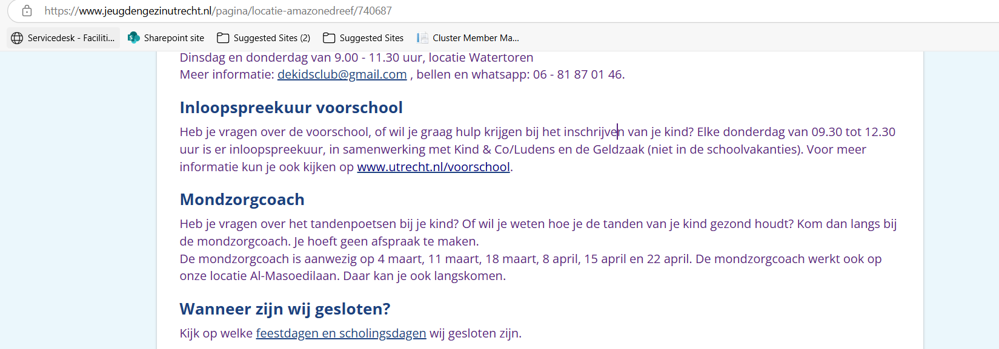 https://www.jeugdengezinutrecht.nl/pagina/locatie-amazonedreef/740687
Servicedesk - Faciliti... Sharepoint site Suggested Sites (2) Suggested Sites Cluster Member Ma...
Dinsdag en donderdag van 9.00 - 11.30 uur, locatie Watertoren
Meer informatie: dekidsclub@gmail.com , bellen en whatsapp: 06 - 81 87 01 46.
Inloopspreekuur voorschool
Heb je vragen over de voorschool, of wil je graag hulp krijgen bij het inschrijven van je kind? Elke donderdag van 09.30 tot 12.30
uur is er inloopspreekuur, in samenwerking met Kind & Co/Ludens en de Geldzaak (niet in de schoolvakanties). Voor meer
informatie kun je ook kijken op www.utrecht.nl/voorschool.
Mondzorgcoach
Heb je vragen over het tandenpoetsen bij je kind? Of wil je weten hoe je de tanden van je kind gezond houdt? Kom dan langs bij
de mondzorgcoach. Je hoeft geen afspraak te maken.
De mondzorgcoach is aanwezig op 4 maart, 11 maart, 18 maart, 8 april, 15 april en 22 april. De mondzorgcoach werkt ook op
onze locatie Al-Masoedilaan. Daar kan je ook langskomen.
Wanneer zijn wij gesloten?
Kijk op welke feestdagen en scholingsdagen wij gesloten zijn.